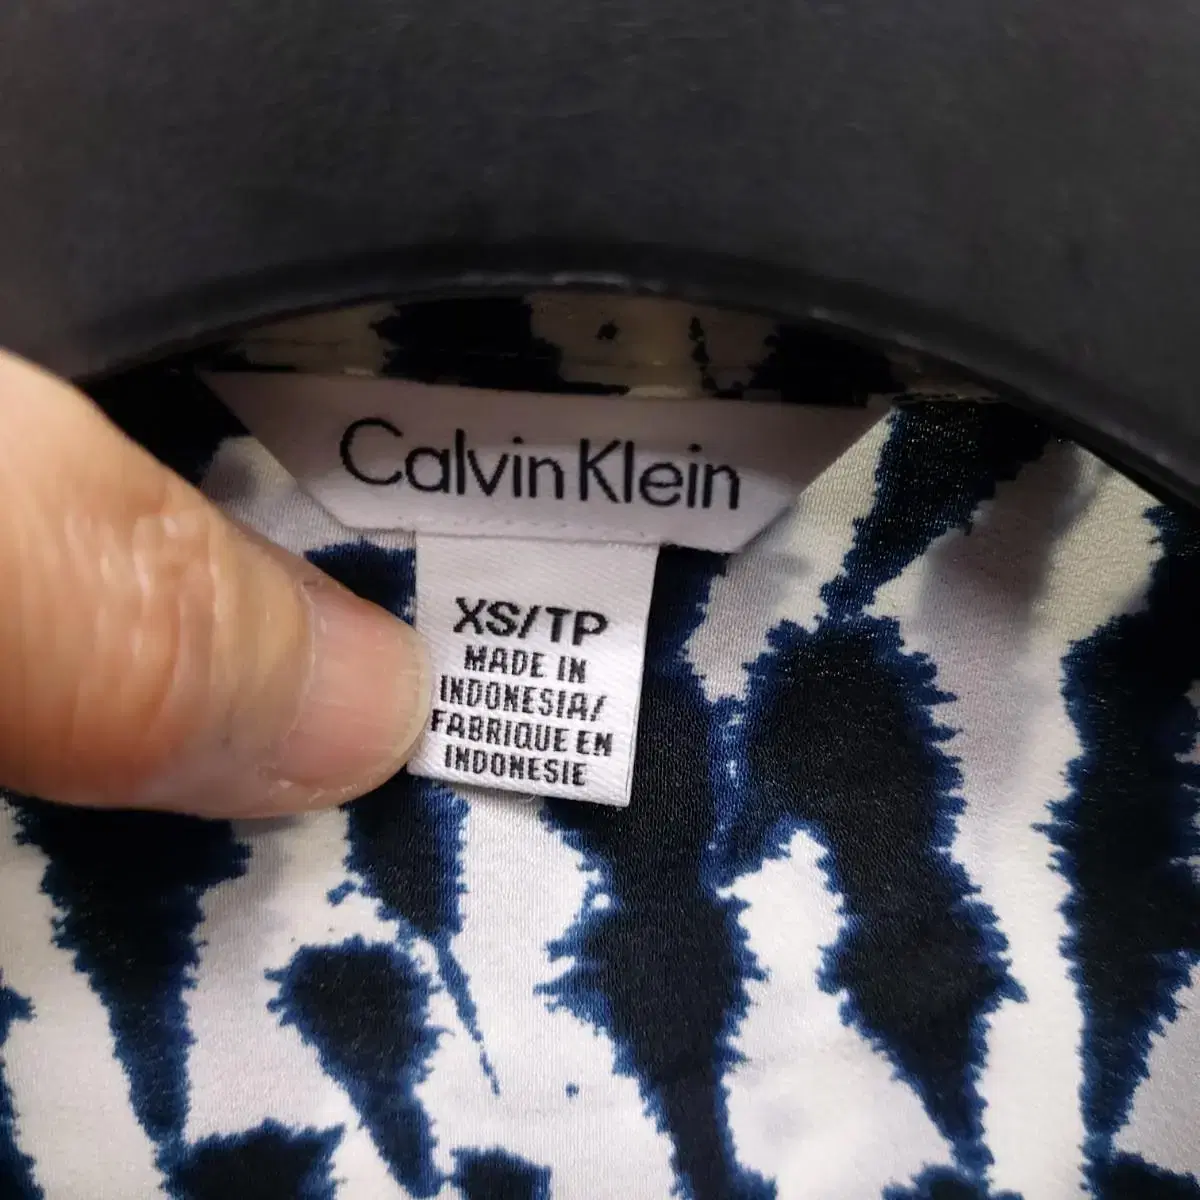 Calvin Klein
XS/TP
MADE IN
INDONESIA/
FABRIQUE EN
INDONESIE